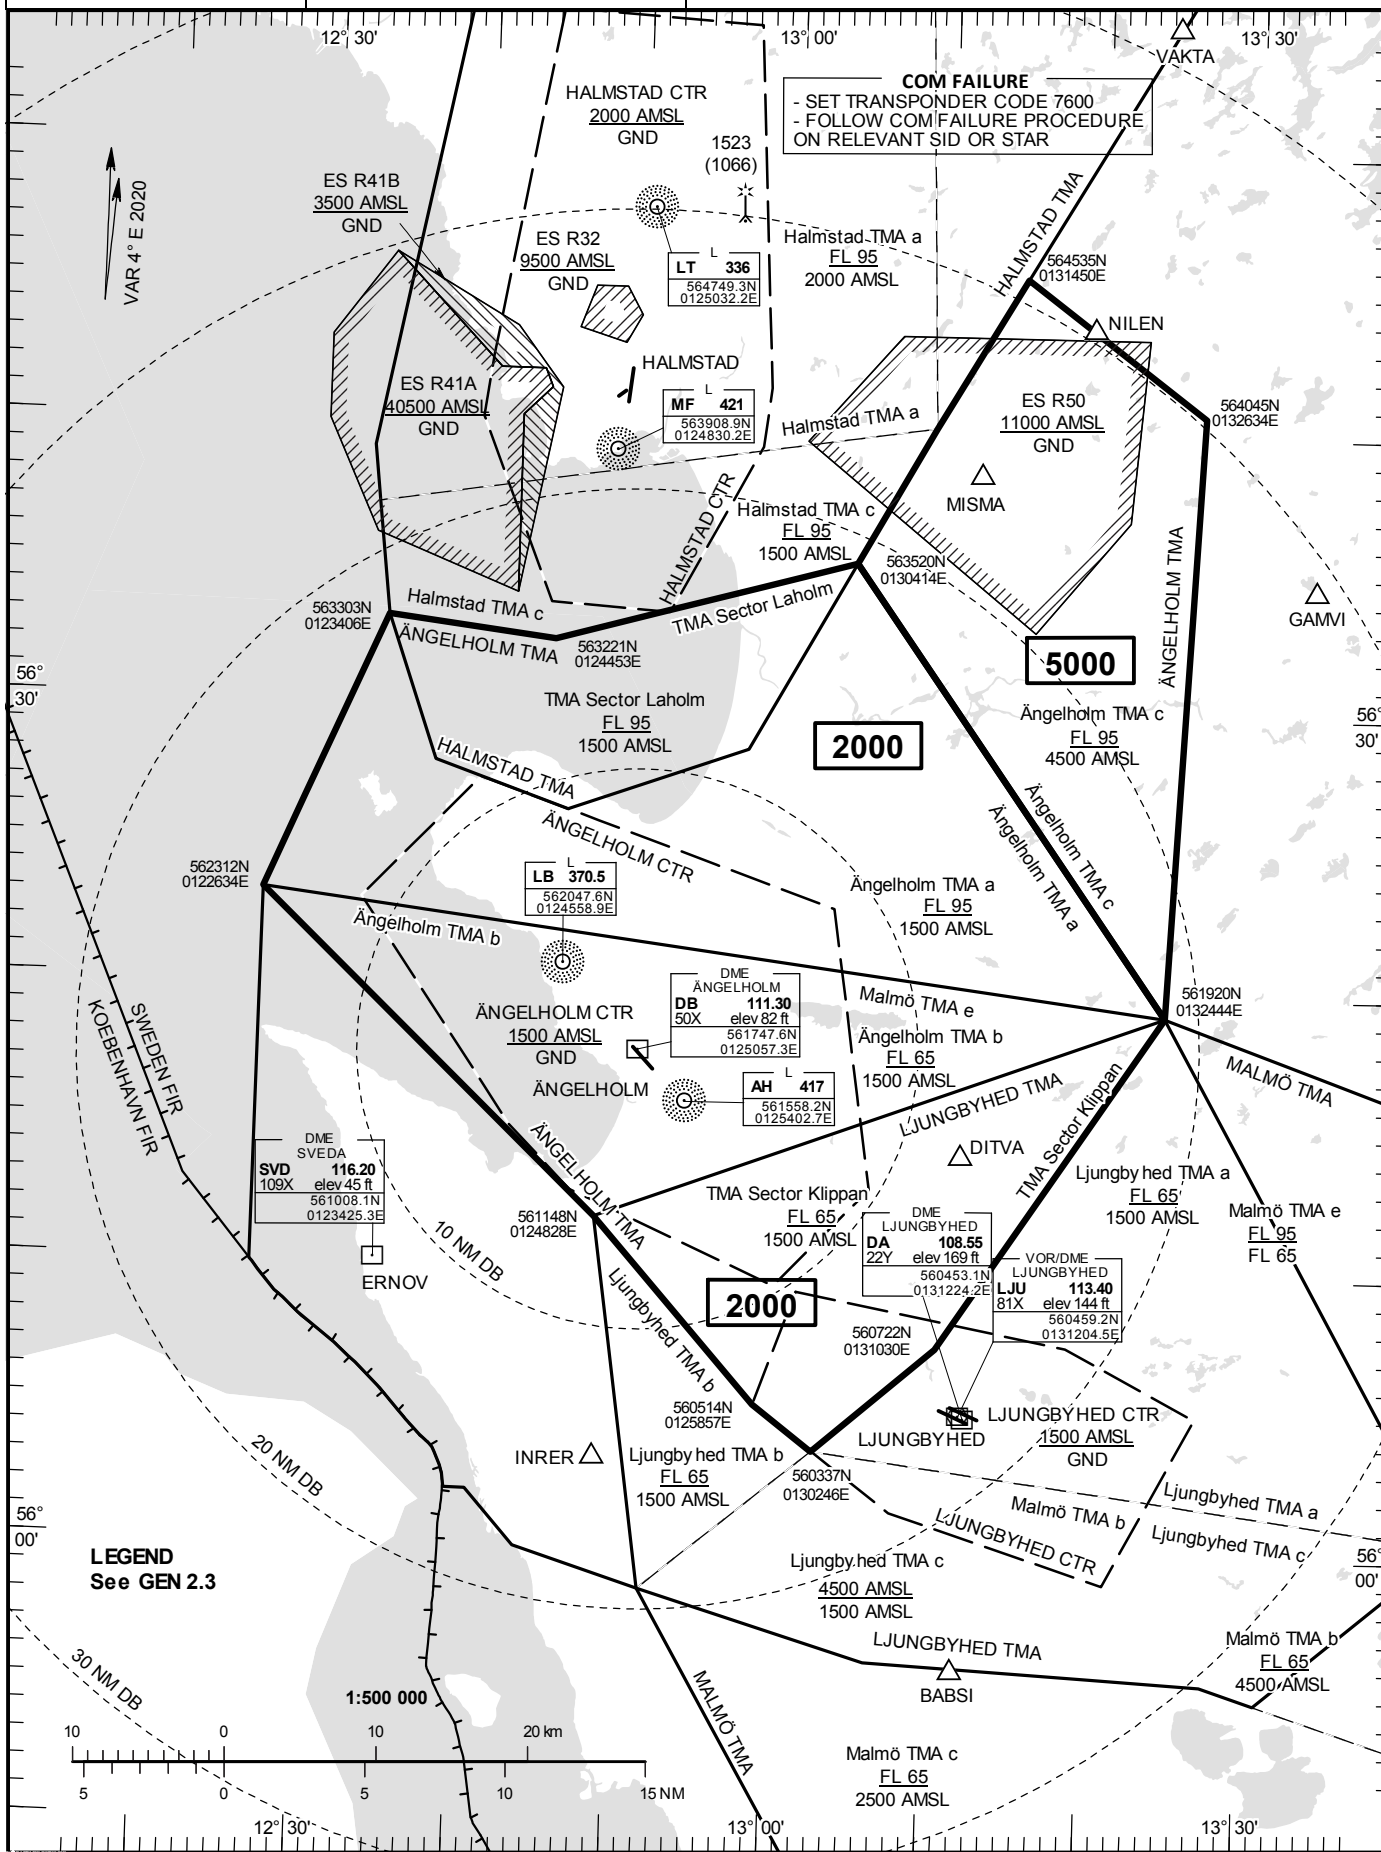 12° 30'
13° 00'
13° 30'
VAKTA
COM FAILURE
- SET TRANSPONDER CODE 7600
- FOLLOW COM FAILURE PROCEDURE
ON RELEVANT SID OR STAR
HALMSTAD CTR
2000 AMSL
GND
1523
(1066)
VAR 4° E 2020
ES R41B
3500 AMSL
GND
ES R32
9500 AMSL
GND
L
LT 336
564749.3N
0125032.2E
Halmstad TMA a
FL 95
2000 AMSL
HALMSTAD TMA
564535N
0131450E
NILEN
HALMSTAD
ES R41A
40500 AMSL
GND
L
MF 421
563908.9N
0124830.2E
Halmstad TMA a
ES R50
11000 AMSL
GND
564045N
0132634E
MISMA
HALMSTAD CTR
Halmstad TMA c
FL 95
1500 AMSL
563520N
0130414E
ÄNGELHOLM TMA
GAMVI
563303N
0123406E
Halmstad TMA c
ÄNGELHOLM TMA
563221N
0124453E
TMA Sector Laholm
5000
56°
30'
TMA Sector Laholm
FL 95
1500 AMSL
2000
Ängelholm TMA c
FL 95
4500 AMSL
56°
30'
HALMSTAD TMA
ÄNGELHOLM CTR
Ängelholm TMA c
Ängelholm TMA a
562312N
0122634E
L
LB 370.5
562047.6N
0124558.9E
Ängelholm TMA a
FL 95
1500 AMSL
Ängelholm TMA b
SWEDEN FIR
KOEBENHAVN FIR
ÄNGELHOLM CTR
1500 AMSL
GND
DME
ÄNGELHOLM
DB 111.30
50X elev 82 ft
561747.6N
0125057.3E
Malmö TMA e
Ängelholm TMA b
FL 65
1500 AMSL
561920N
0132444E
MALMÖ TMA
ÄNGELHOLM
L
AH 417
561558.2N
0125402.7E
LJUNGBYHED TMA
TMA Sector Klippan
DME
SVEDA
SVD 116.20
109X elev 45 ft
561008.1N
0123425.3E
ERNOV
ÄNGELHOLM TMA
DITVA
561148N
0124828E
TMA Sector Klippan
FL 65
1500 AMSL
Ljungbyhed TMA a
FL 65
1500 AMSL
Malmö TMA e
FL 95
FL 65
DME
LJUNGBYHED
DA 108.55
22Y elev 169 ft
560453.1N
0131224.2E
VOR/DME
LJUNGBYHED
LJU 113.40
81X elev 144 ft
560459.2N
0131204.5E
10 NM DB
2000
Ljungbyhed TMA b
560722N
0131030E
560514N
0125857E
LJUNGBYHED
LJUNGBYHED CTR
1500 AMSL
GND
20 NM DB
INRER
Ljungbyhed TMA b
FL 65
1500 AMSL
560337N
0130246E
Malmö TMA b
Ljungbyhed TMA a
Ljungbyhed TMA c
LJUNGBYHED CTR
56°
00'
LEGEND
See GEN 2.3
Ljungbyhed TMA c
4500 AMSL
1500 AMSL
56°
00'
30 NM DB
LJUNGBYHED TMA
BABSI
Malmö TMA b
FL 65
4500 AMSL
MALMÖ TMA
1:500 000
10 0 10 20 km
5 0 5 10 15 NM
Malmö TMA c
FL 65
2500 AMSL
12° 30'
13° 00'
13° 30'